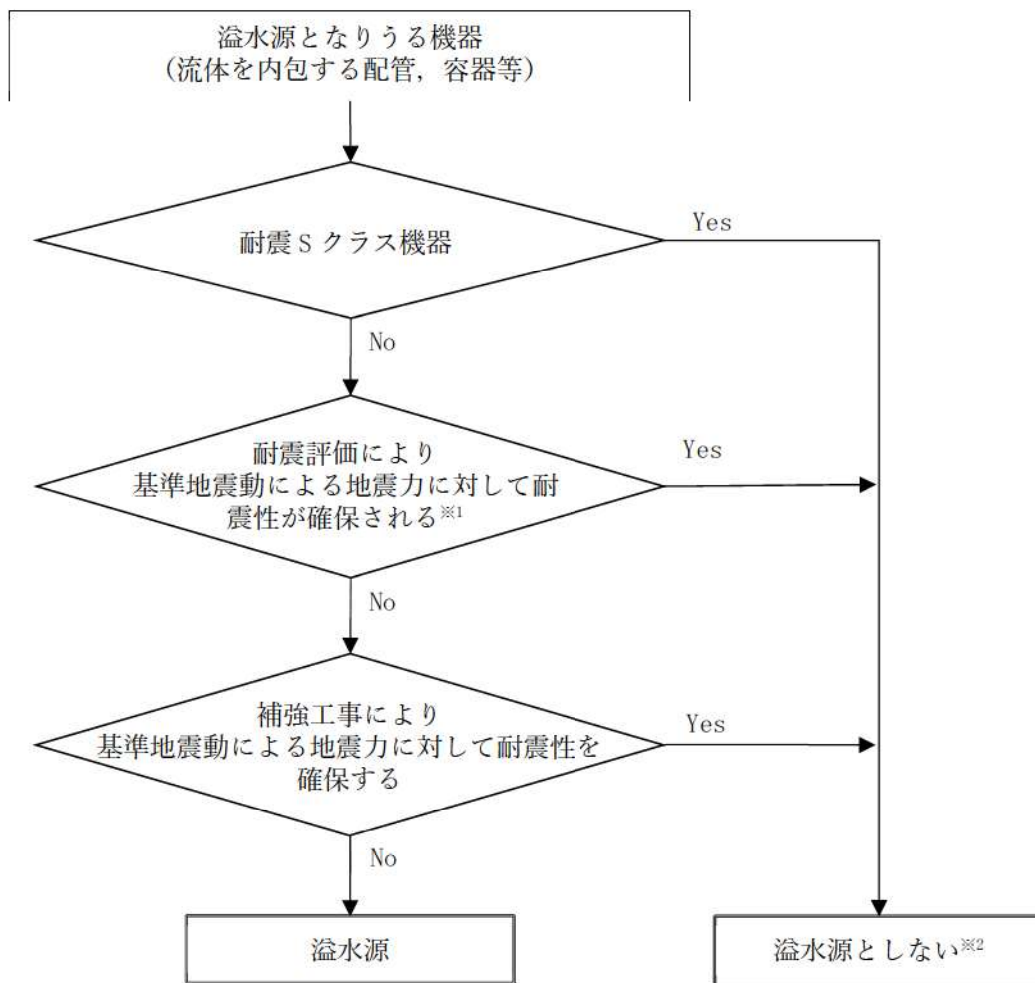 溢水源となりうる機器
（流体を内包する配管，容器等）
Yes
耐震Sクラス機器
No
耐震評価により
基準地震動による地震力に対して耐
震性が確保される※1
Yes
No
補強工事により
基準地震動による地震力に対して耐震性を
確保する
Yes
No
溢水源
溢水源としない※2